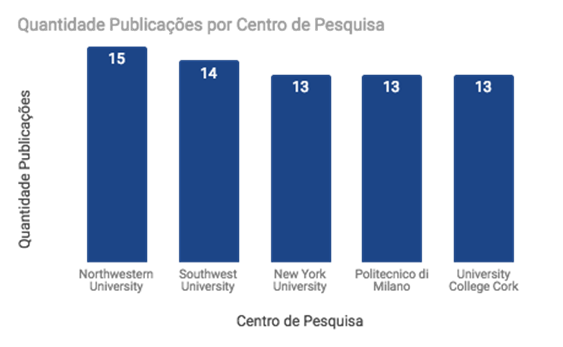 Quantidade Publicações por Centro de Pesquisa
Quantidade Publicações
15
14
13
13
13
Northwestern
University
Southwest
University
New York
University
Politecnico di
Milano
University
College Cork
Centro de Pesquisa